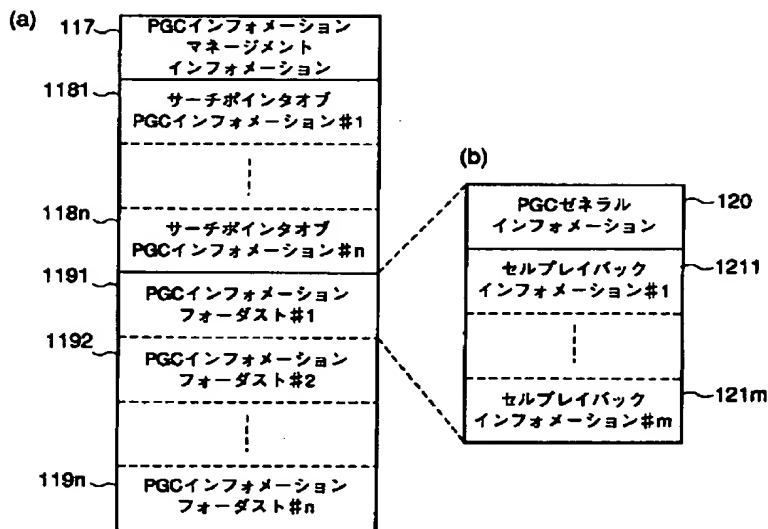 (a)
117
PGCインフォメーション
マネージメント
インフォメーション
1181
サーチポインタオブ
PGCインフォメーション#1
118n
サーチポインタオブ
PGCインフォメーション#n
1191
PGCインフォメーション
フォーダスト#1
1192
PGCインフォメーション
フォーダスト#2
119n
PGCインフォメーション
フォーダスト#n
(b)
PGCゼネラル
インフォメーション
120
セルプレイバック
インフォメーション#1
1211
セルプレイバック
インフォメーション#m
121m